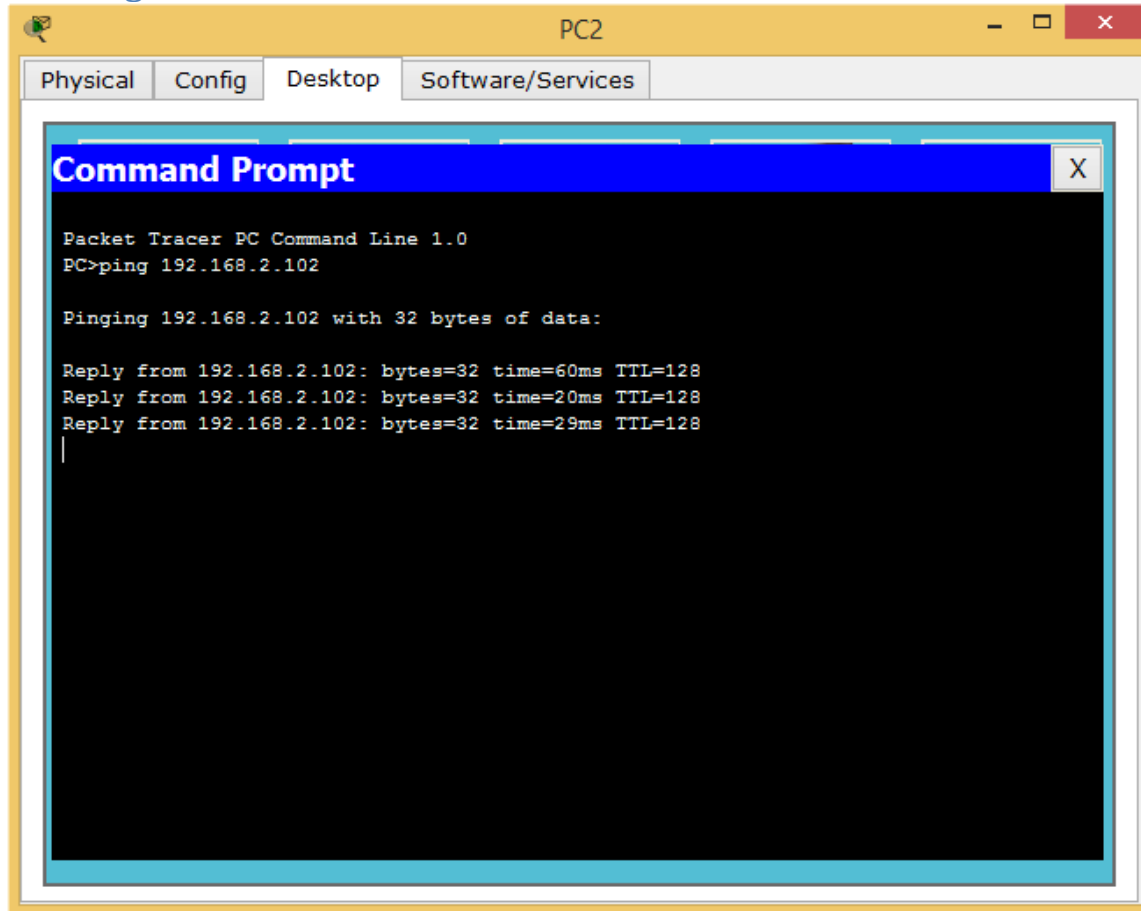 PC2
Physical Config Desktop Software/Services
Command Prompt
X
Packet Tracer PC Command Line 1.0
PC>ping 192.168.2.102
Pinging 192.168.2.102 with 32 bytes of data:
Reply from 192.168.2.102: bytes=32 time=60ms TTL=128
Reply from 192.168.2.102: bytes=32 time=20ms TTL=128
Reply from 192.168.2.102: bytes=32 time=29ms TTL=128